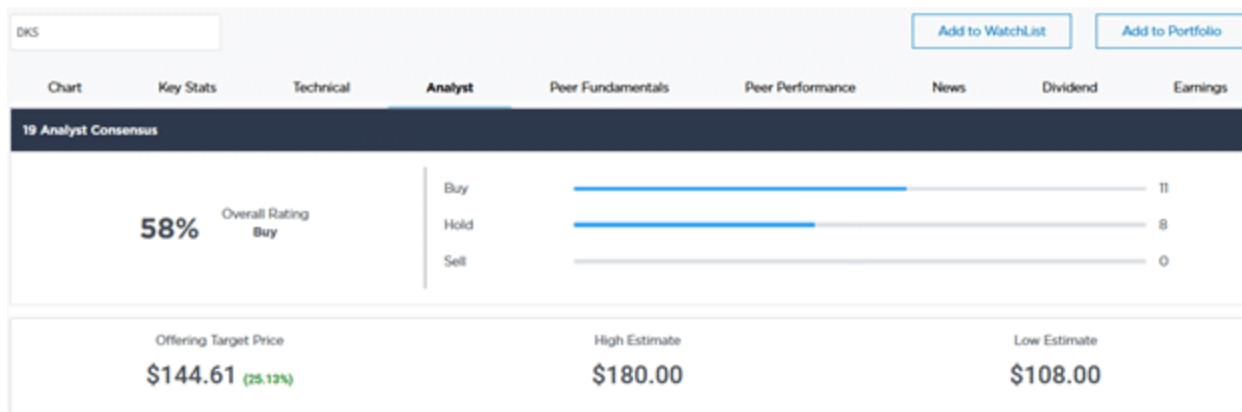 DKS
Add to WatchList
Add to Portfolio
Chart Key Stats Technical Analyst Peer Fundamentals Peer Performance News Dividend Earnings
19 Analyst Consensus
58% Overall Rating Buy
Buy 11
Hold 8
Sell 0
Offering Target Price High Estimate Low Estimate
$144.61 (25.13%) $180.00 $108.00